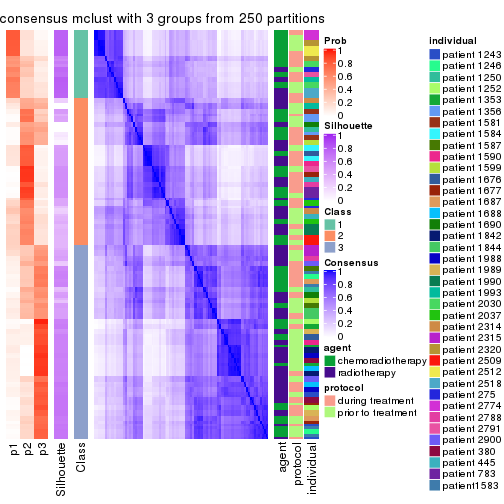 consensus mclust with 3 groups from 250 partitions
p1
p2
p3
Silhouette
Class
agent
protocol
individual
Prob
1
0.8
0.6
0.4
0.2
0
Silhouette
1
0.8
0.6
0.4
0.2
0
Class
1
2
3
Consensus
1
0.8
0.6
0.4
0.2
0
agent
chemoradiotherapy
radiotherapy
protocol
during treatment
prior to treatment
individual
patient 1243
patient 1246
patient 1250
patient 1252
patient 1353
patient 1356
patient 1581
patient 1584
patient 1587
patient 1590
patient 1599
patient 1676
patient 1677
patient 1687
patient 1688
patient 1690
patient 1842
patient 1844
patient 1988
patient 1989
patient 1990
patient 1993
patient 2030
patient 2037
patient 2314
patient 2315
patient 2320
patient 2509
patient 2512
patient 2518
patient 275
patient 2774
patient 2788
patient 2791
patient 2900
patient 380
patient 445
patient 783
patient1583